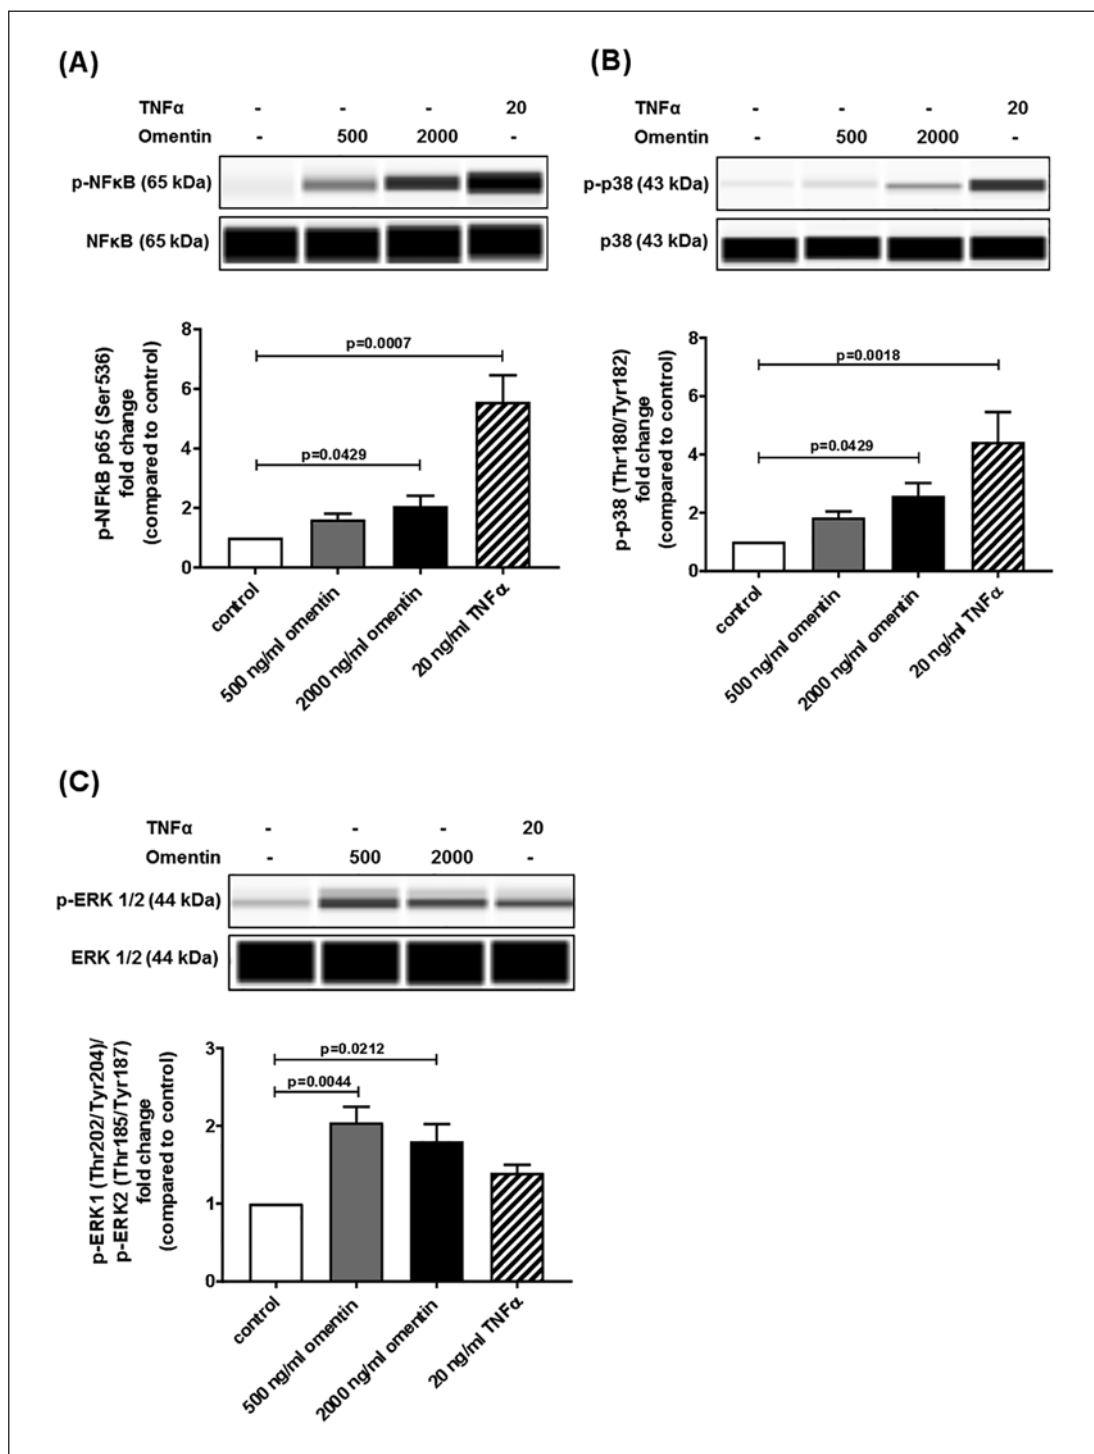 (A)
TNFα - - - 20
Omentin - 500 2000 -
p-NFκB (65 kDa)
NFκB (65 kDa)
p-NFkB p65 (Ser536)
fold change
(compared to control)
8
6
4
2
0
p=0.0007
p=0.0429
control
500 ng/ml omentin
2000 ng/ml omentin
20 ng/ml TNFα
(B)
TNFα - - - 20
Omentin - 500 2000 -
p-p38 (43 kDa)
p38 (43 kDa)
p-p38 (Thr180/Tyr182)
fold change
(compared to control)
8
6
4
2
0
p=0.0018
p=0.0429
control
500 ng/ml omentin
2000 ng/ml omentin
20 ng/ml TNFα
(C)
TNFα - - - 20
Omentin - 500 2000 -
p-ERK 1/2 (44 kDa)
ERK 1/2 (44 kDa)
p-ERK1 (Thr202/Tyr204)/
p-ERK2 (Thr185/Tyr187)
fold change
(compared to control)
3
2
1
0
p=0.0212
p=0.0044
control
500 ng/ml omentin
2000 ng/ml omentin
20 ng/ml TNFα